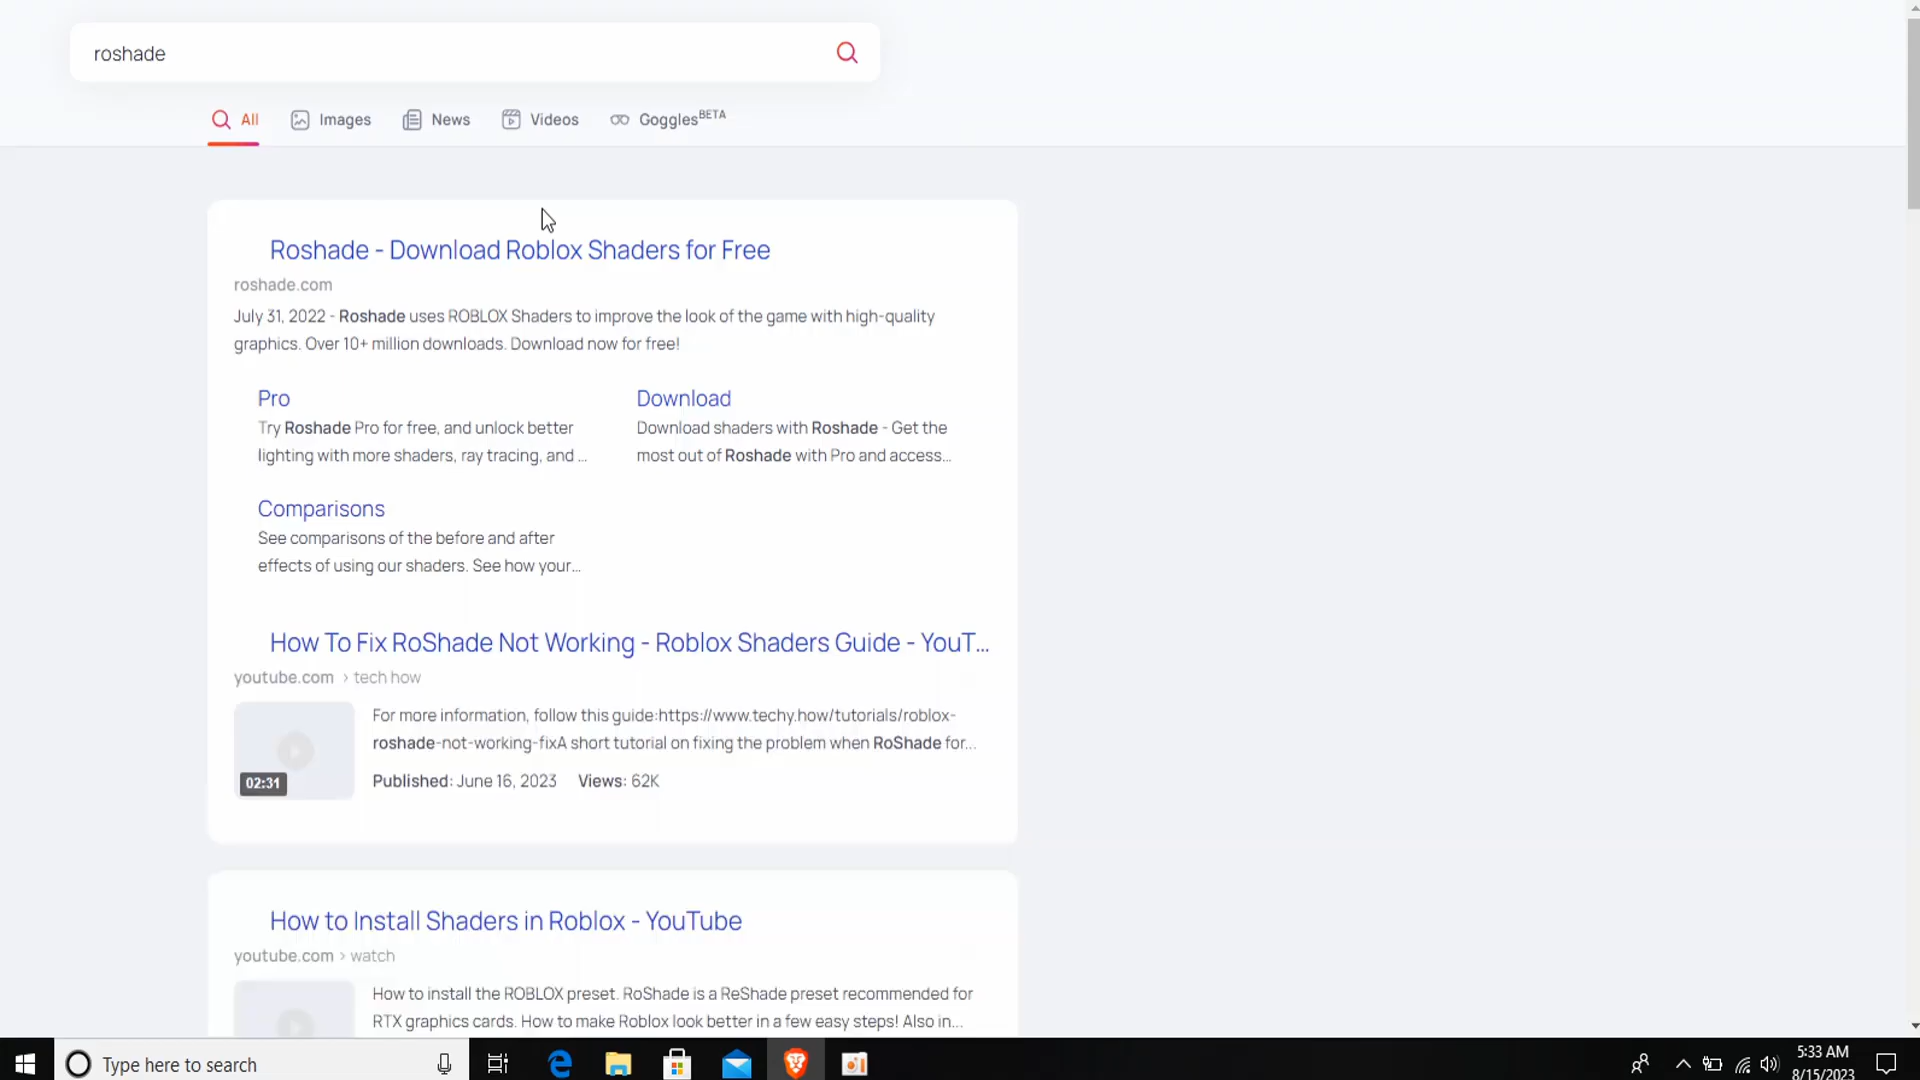 roshade
All Images News Videos Goggles BETA
Roshade - Download Roblox Shaders for Free
roshade.com
July 31, 2022 - Roshade uses ROBLOX Shaders to improve the look of the game with high-quality
graphics. Over 10+ million downloads. Download now for free!
Pro
Try Roshade Pro for free, and unlock better
lighting with more shaders, ray tracing, and ...
Download
Download shaders with Roshade - Get the
most out of Roshade with Pro and access...
Comparisons
See comparisons of the before and after
effects of using our shaders. See how your...
How To Fix RoShade Not Working - Roblox Shaders Guide - YouT...
youtube.com › tech how
02:31
For more information, follow this guide:https://www.techy.how/tutorials/roblox-
roshade-not-working-fixA short tutorial on fixing the problem when RoShade for...
Published: June 16, 2023 Views: 62K
How to Install Shaders in Roblox - YouTube
youtube.com › watch
How to install the ROBLOX preset. RoShade is a ReShade preset recommended for
RTX graphics cards. How to make Roblox look better in a few easy steps! Also in...
Type here to search
5:33 AM
8/15/2023